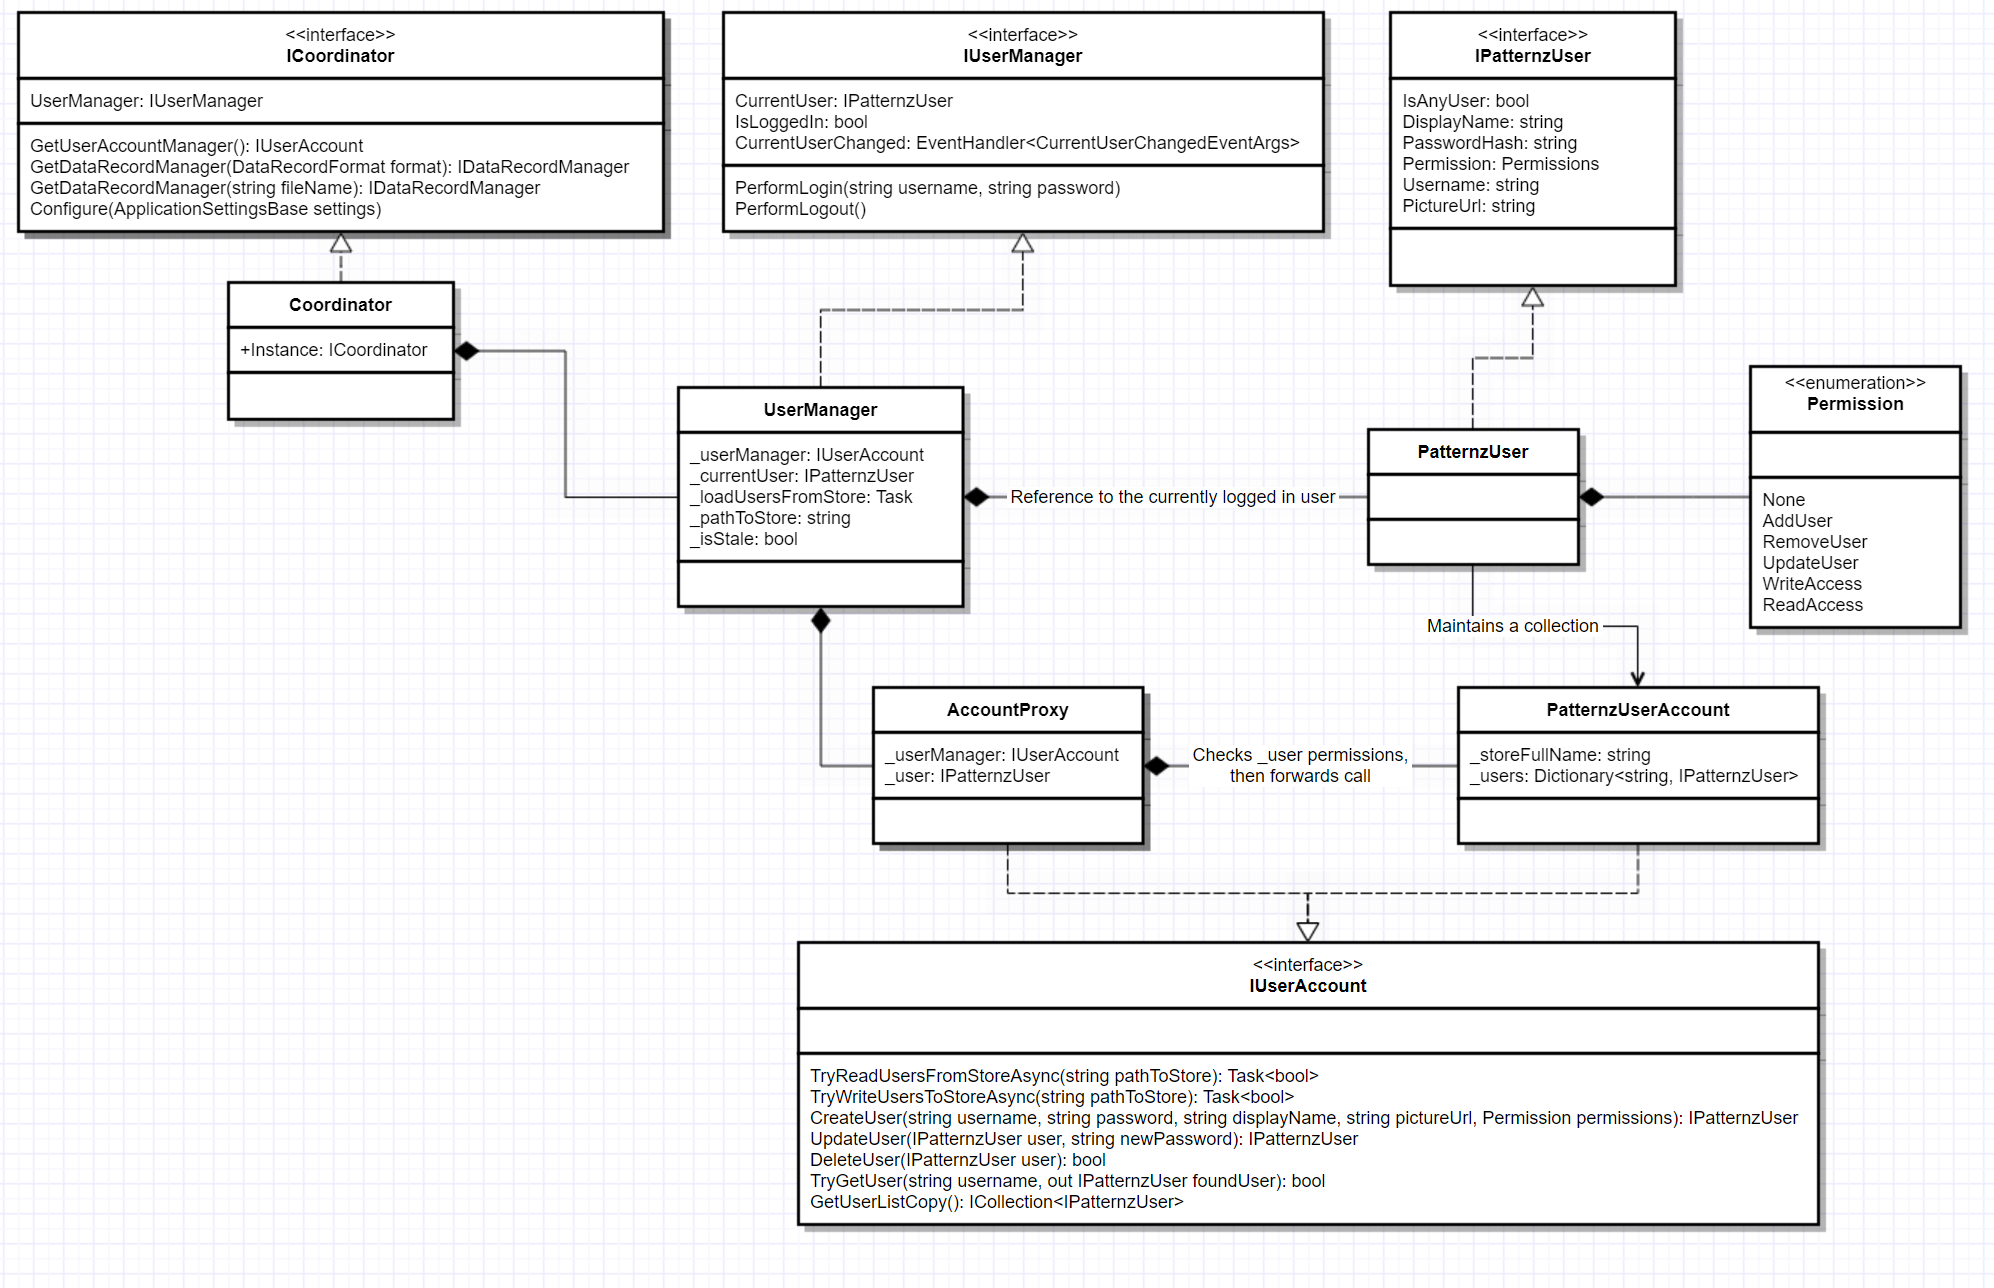 <<interface>>
ICoordinator
UserManager: IUserManager
GetUserAccountManager(): IUserAccount
GetDataRecordManager(DataRecordFormat format): IDataRecordManager
GetDataRecordManager(string fileName): IDataRecordManager
Configure(ApplicationSettingsBase settings)
<<interface>>
IUserManager
CurrentUser: IPatternzUser
IsLoggedIn: bool
CurrentUserChanged: EventHandler<CurrentUserChangedEventArgs>
PerformLogin(string username, string password)
PerformLogout()
<<interface>>
IPatternzUser
IsAnyUser: bool
DisplayName: string
PasswordHash: string
Permission: Permissions
Username: string
PictureUrl: string
Coordinator
+Instance: ICoordinator
UserManager
_userManager: IUserAccount
_currentUser: IPatternzUser
_loadUsersFromStore: Task
_pathToStore: string
_isStale: bool
Reference to the currently logged in user
PatternzUser
<<enumeration>>
Permission
None
AddUser
RemoveUser
UpdateUser
WriteAccess
ReadAccess
Maintains a collection
AccountProxy
_userManager: IUserAccount
_user: IPatternzUser
Checks _user permissions,
then forwards call
PatternzUserAccount
_storeFullName: string
_users: Dictionary<string, IPatternzUser>
<<interface>>
IUserAccount
TryReadUsersFromStoreAsync(string pathToStore): Task<bool>
TryWriteUsersToStoreAsync(string pathToStore): Task<bool>
CreateUser(string username, string password, string displayName, string pictureUrl, Permission permissions): IPatternzUser
UpdateUser(IPatternzUser user, string newPassword): IPatternzUser
DeleteUser(IPatternzUser user): bool
TryGetUser(string username, out IPatternzUser foundUser): bool
GetUserListCopy(): ICollection<IPatternzUser>